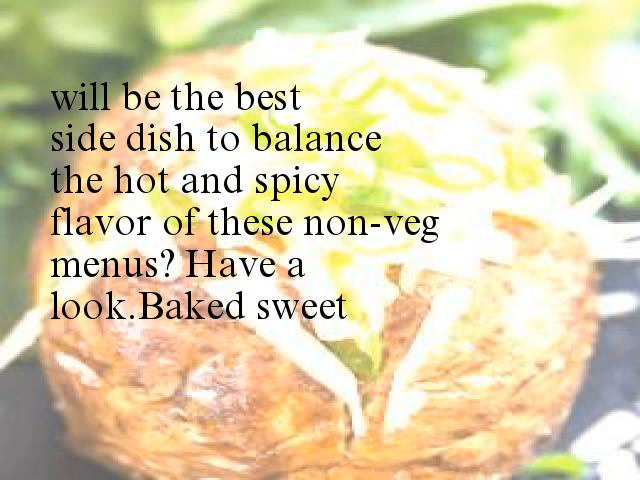 will be the best
side dish to balance
the hot and spicy
flavor of these non-veg
menus? Have a
look.Baked sweet